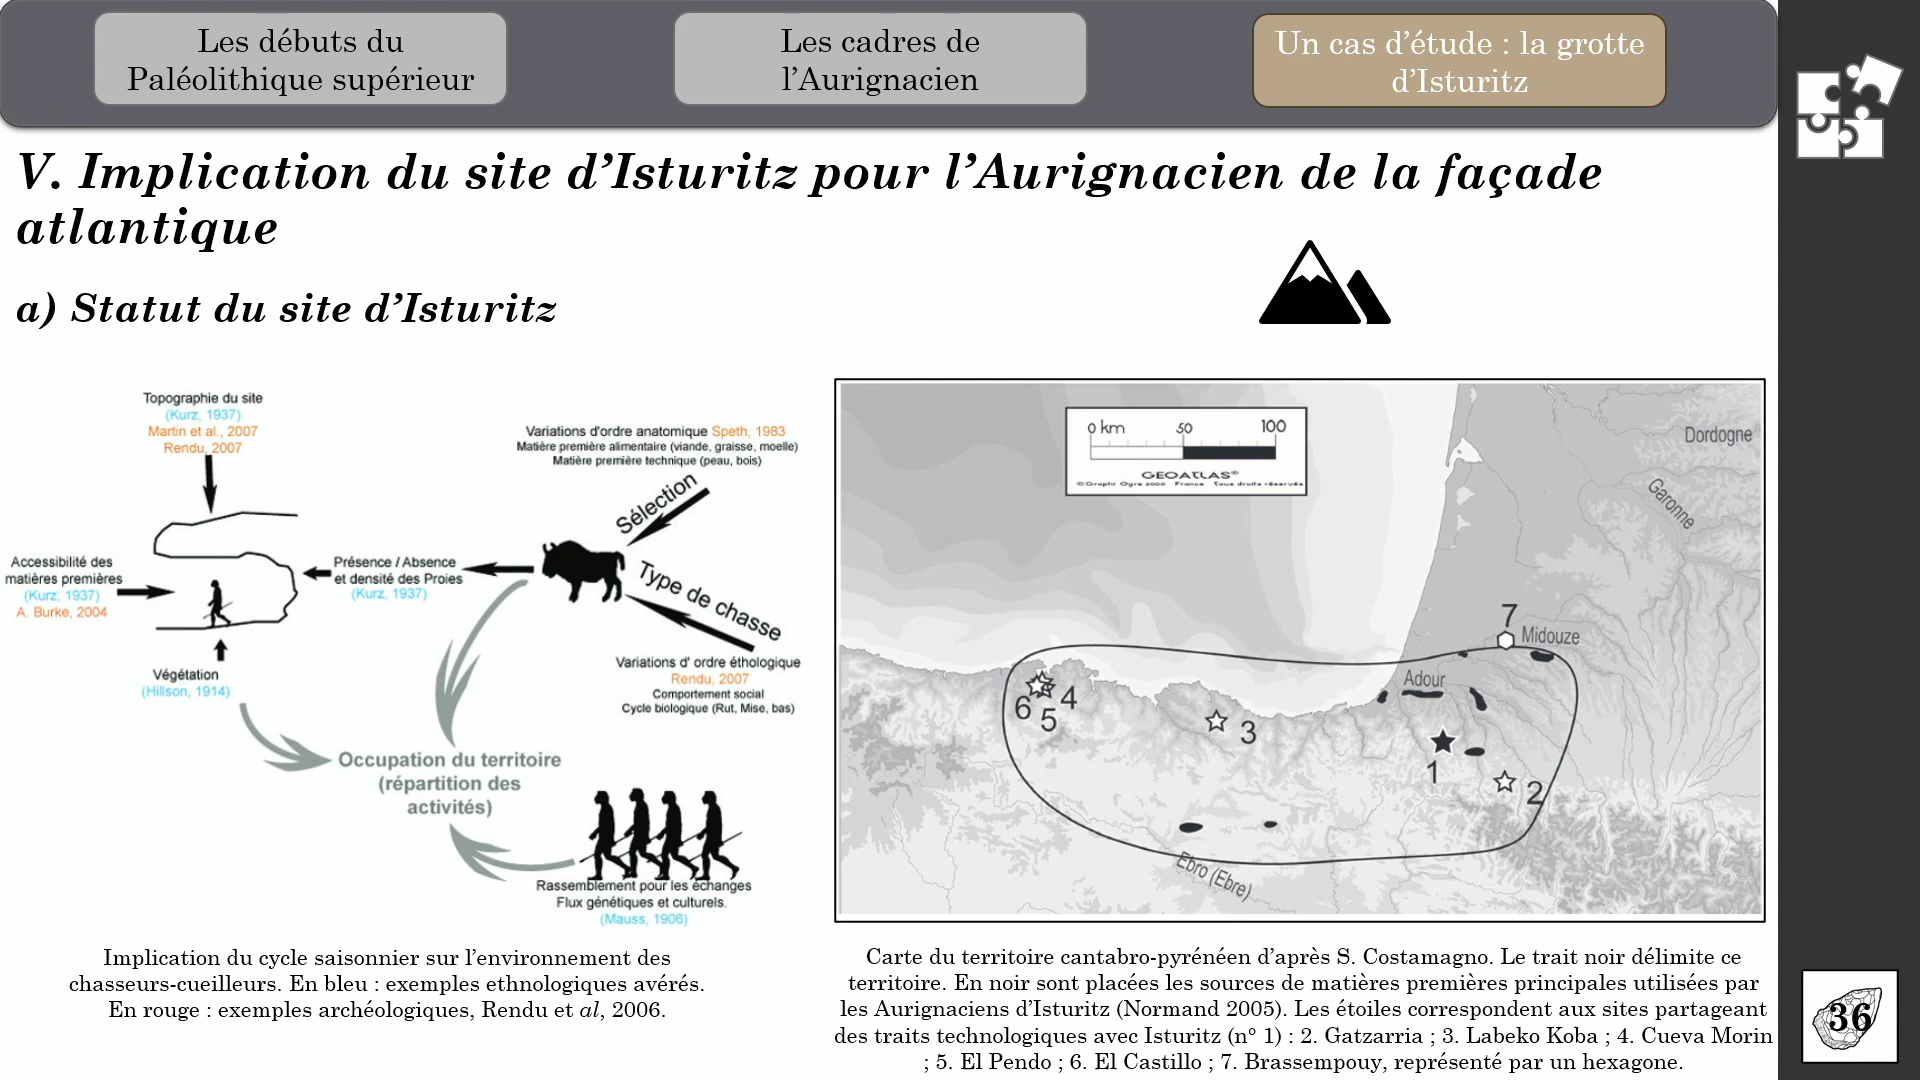 Les débuts du
Paléolithique supérieur
Les cadres de
l'Aurignacien
Un cas d'étude : la grotte
d'Isturitz
V. Implication du site d'Isturitz pour l'Aurignacien de la façade
atlantique
a) Statut du site d'Isturitz
Topographie du site
(Kurz, 1937)
Martin et al., 2007
Rendu, 2007
Variations d'ordre anatomique Speth, 1983
Matière première alimentaire (viande, graisse, moelle)
Matière première technique (peau, bois)
Sélection
Accessibilité des
matières premières
(Kurz, 1937)
A. Burke, 2004
Présence / Absence
et densité des Proies
(Kurz, 1937)
Type de chasse
Végétation
(Hillson, 1914)
Variations d' ordre éthologique
Rendu, 2007
Comportement social
Cycle biologique (Rut, Mise, bas)
Occupation du territoire
(répartition des
activités)
Rassemblement pour les échanges
Flux génétiques et culturels.
(Mauss, 1906)
Implication du cycle saisonnier sur l'environnement des
chasseurs-cueilleurs. En bleu : exemples ethnologiques avérés.
En rouge : exemples archéologiques, Rendu et al, 2006.
0 km 50 100
GEOATLAS®
©Graphi Ogre 2000 France Tous droits réservés
Dordogne
Garonne
7
Midouze
Adour
6
4
5
3
1
2
Ebro (Ebre)
Carte du territoire cantabro-pyrénéen d'après S. Costamagno. Le trait noir délimite ce
territoire. En noir sont placées les sources de matières premières principales utilisées par
les Aurignaciens d'Isturitz (Normand 2005). Les étoiles correspondent aux sites partageant
des traits technologiques avec Isturitz (n° 1) : 2. Gatzarria ; 3. Labeko Koba ; 4. Cueva Morin
; 5. El Pendo ; 6. El Castillo ; 7. Brassempouy, représenté par un hexagone.
36